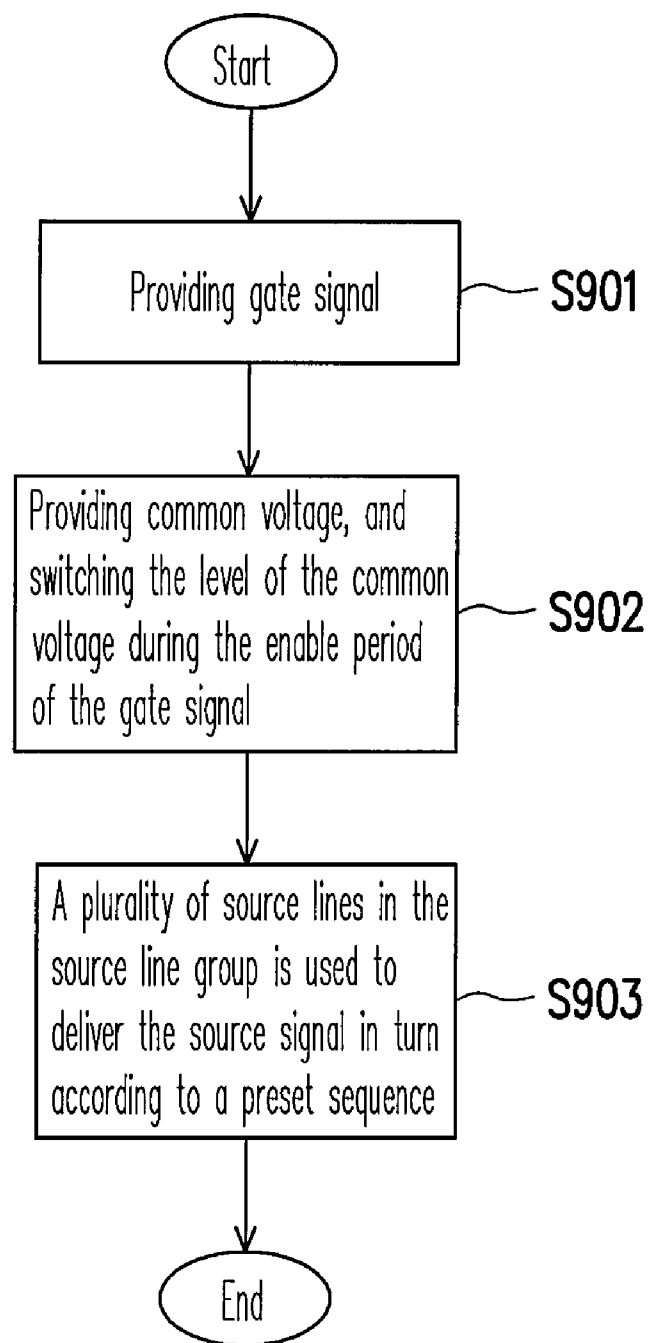 Start
Providing gate signal
S901
Providing common voltage, and
switching the level of the common
voltage during the enable period
of the gate signal
S902
A plurality of source lines in the
source line group is used to
deliver the source signal in turn
according to a preset sequence
S903
End